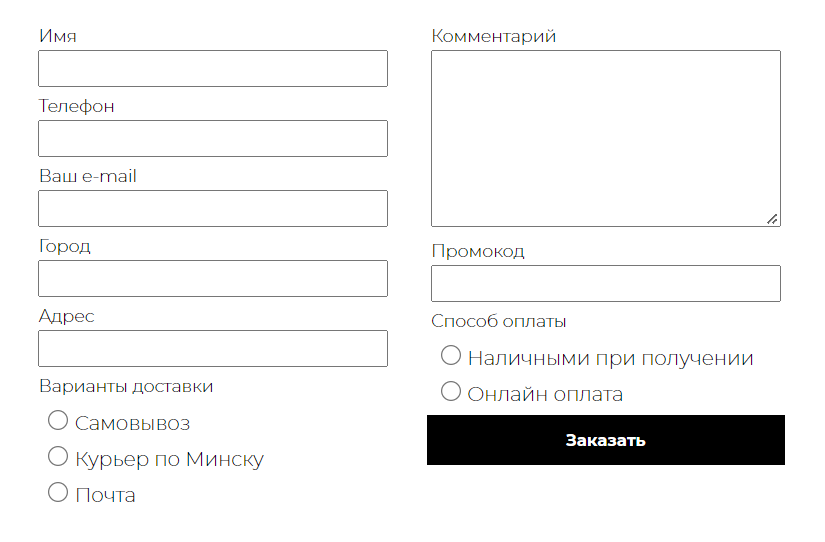 Имя
Телефон
Ваш e-mail
Город
Адрес
Варианты доставки
Самовывоз
Курьер по Минску
Почта
Комментарий
Промокод
Способ оплаты
Наличными при получении
Онлайн оплата
Заказать